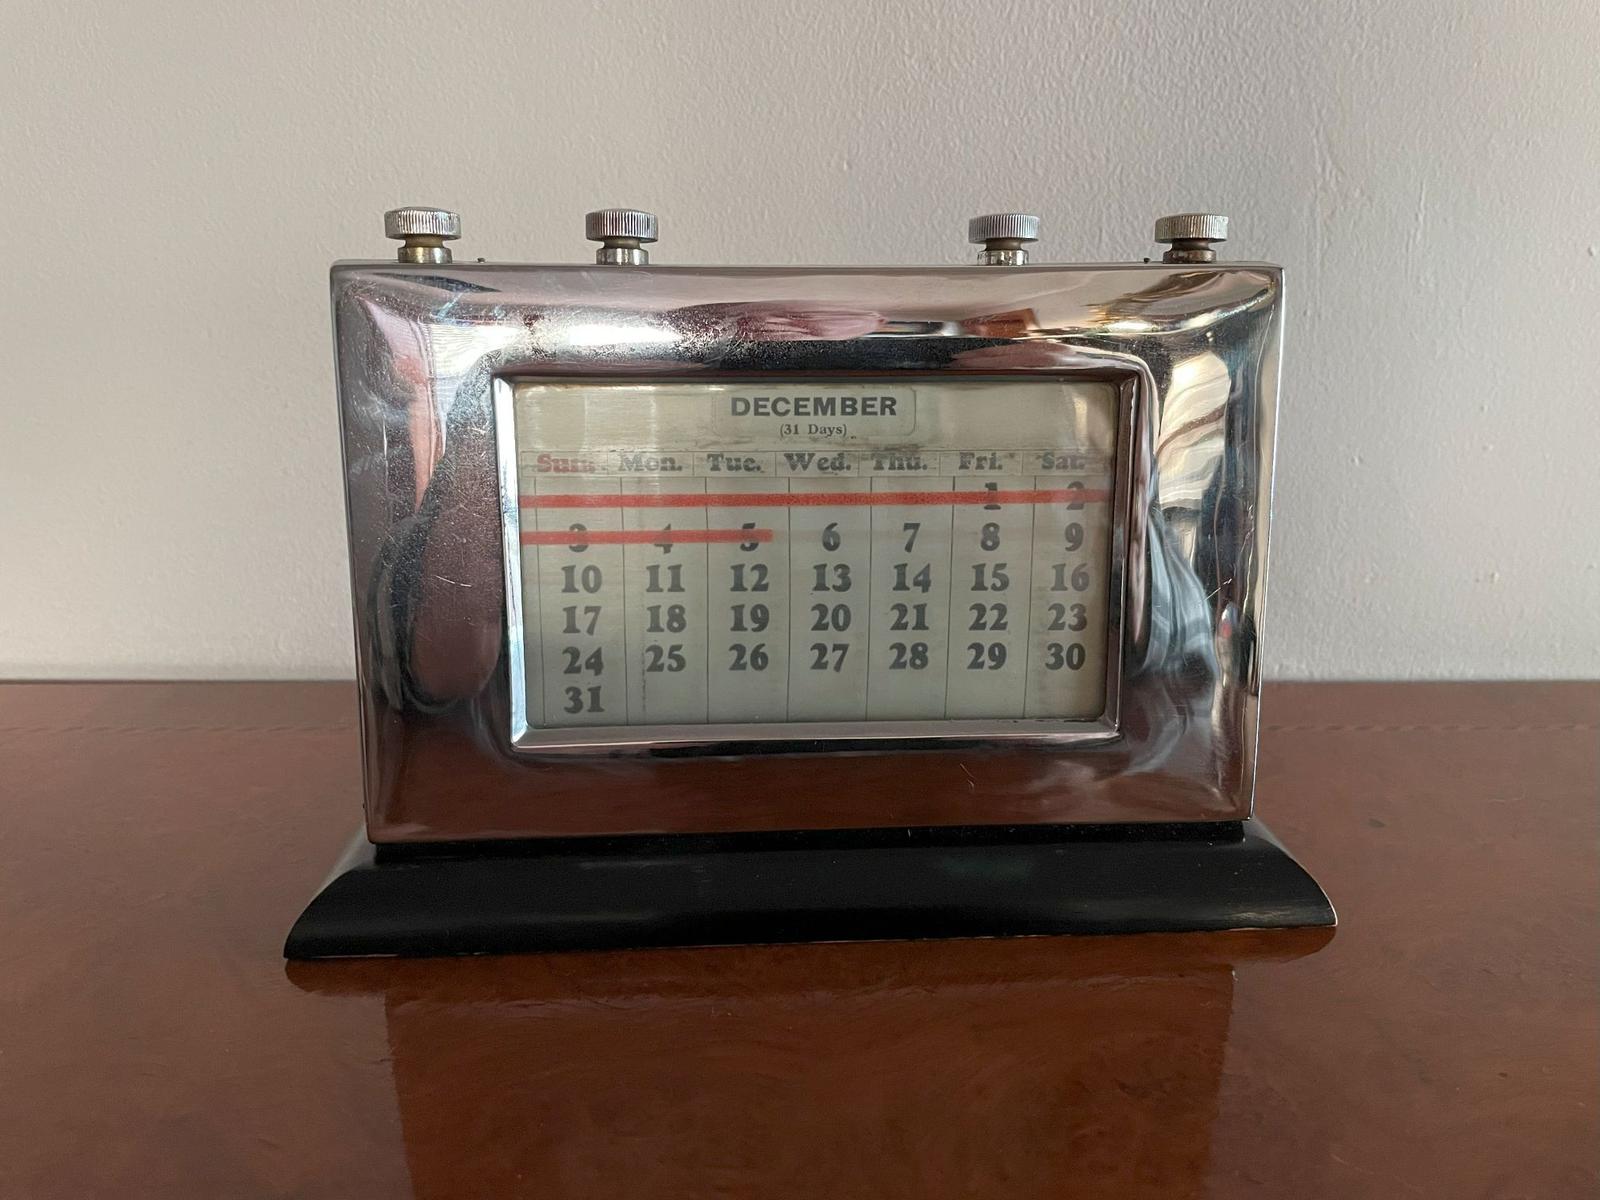 DECEMBER
(31 Days)
Sun. Mon. Tue. Wed. Thu. Fri. Sat.
1 2
3 4 5 6 7 8 9
10 11 12 13 14 15 16
17 18 19 20 21 22 23
24 25 26 27 28 29 30
31